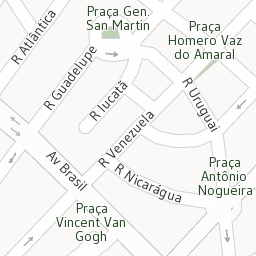 Praça Gen.
San Martin
Praça
Homero Vaz
do Amaral
R Atlântica
R Guadelupe
R Iucatã
R Uruguai
R Venezuela
Av Brasil
R Nicarágua
Praça
Antônio
Nogueira
Praça
Vincent Van
Gogh